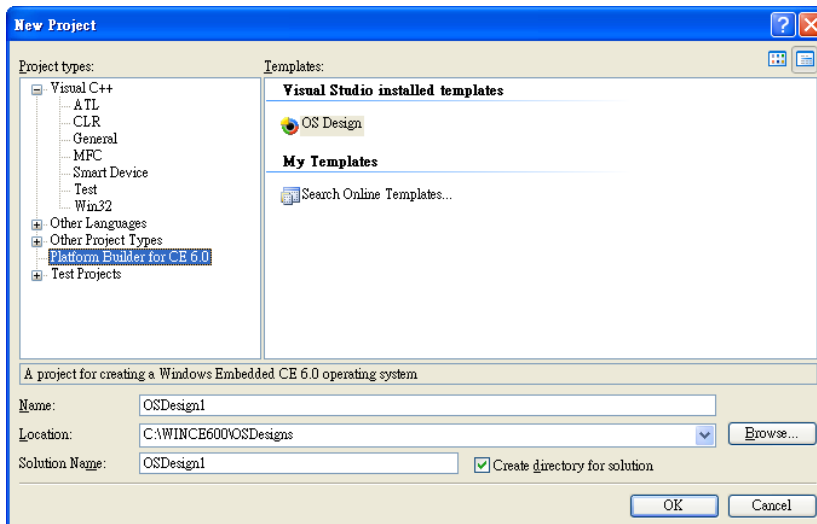 New Project
Project types:
Templates:
Visual C++
ATL
CLR
General
MFC
Smart Device
Test
Win32
Other Languages
Other Project Types
Platform Builder for CE 6.0
Test Projects
Visual Studio installed templates
OS Design
My Templates
Search Online Templates...
A project for creating a Windows Embedded CE 6.0 operating system
Name:
OSDesign1
Location:
C:\WINCE600\OSDesigns
Browse...
Solution Name:
OSDesign1
Create directory for solution
OK
Cancel